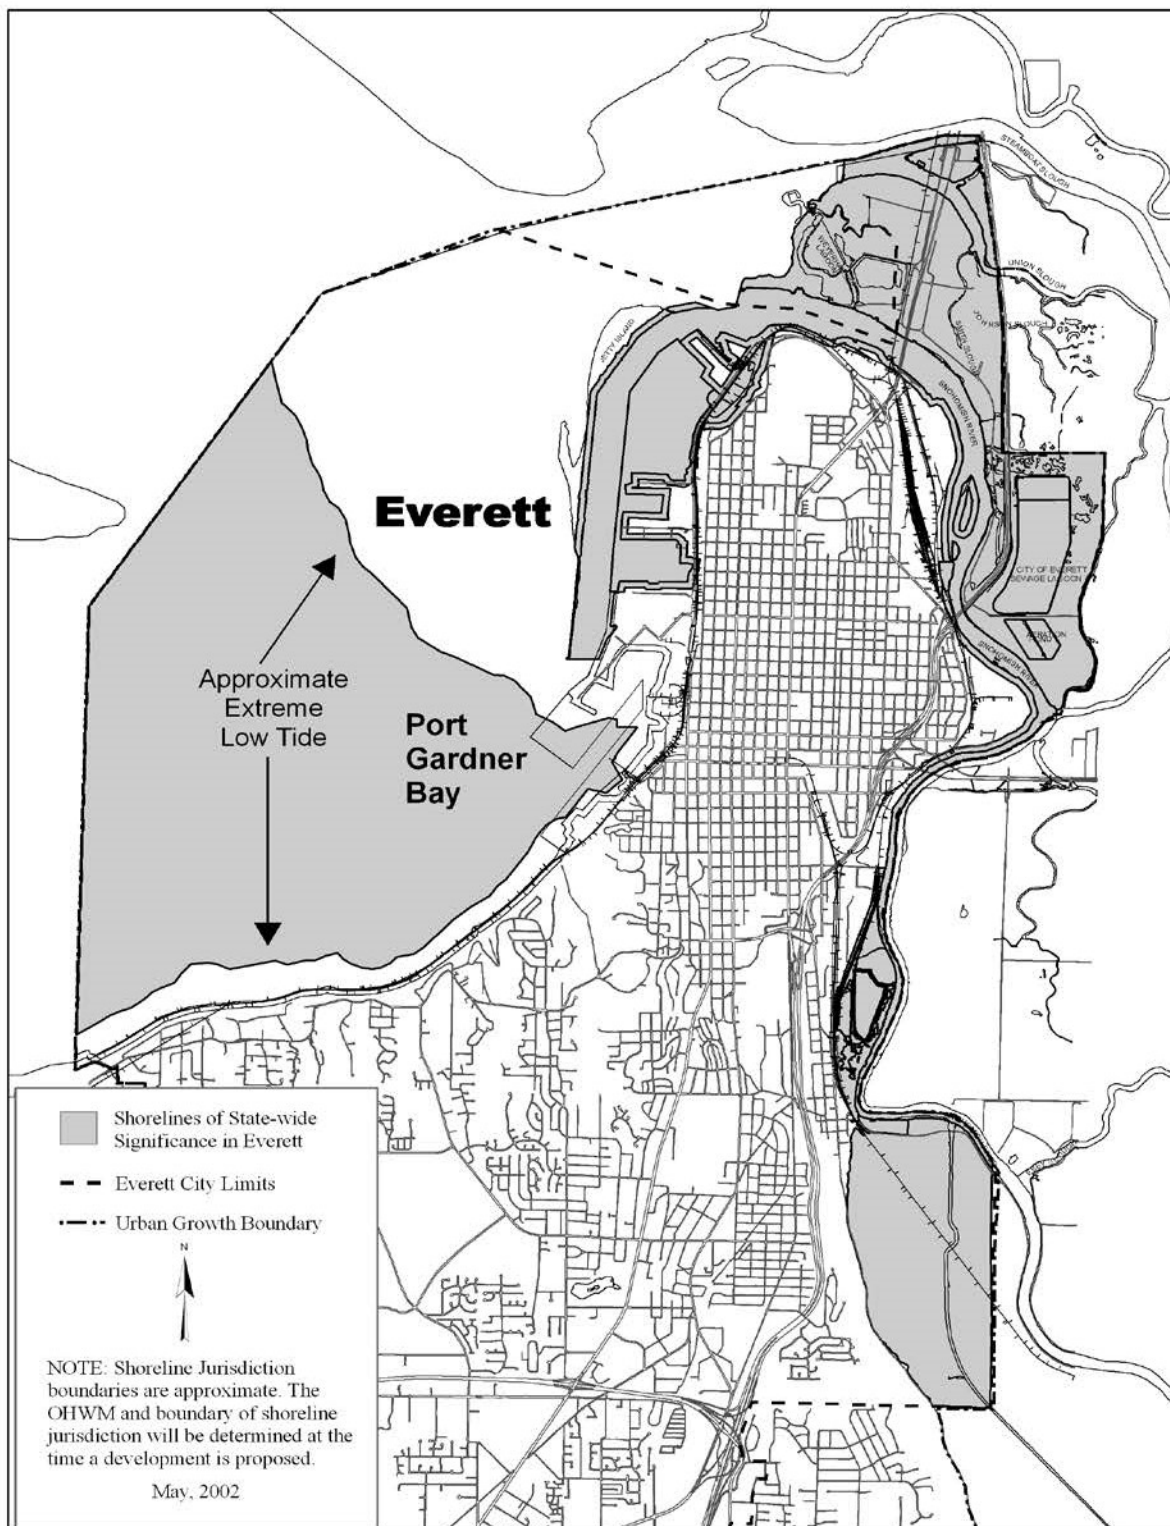 STEAMBOAT SLOUGH
UNION SLOUGH
SMITH SLOUGH
JETTY ISLAND
SNOHOMISH RIVER
Everett
CITY OF EVERETT
SEWAGE LAGOON
SNOHOMISH RIVER
Approximate
Extreme
Low Tide
Port
Gardner
Bay
Shorelines of State-wide
Significance in Everett
Everett City Limits
Urban Growth Boundary
N
NOTE: Shoreline Jurisdiction
boundaries are approximate. The
OHWM and boundary of shoreline
jurisdiction will be determined at the
time a development is proposed.
May, 2002